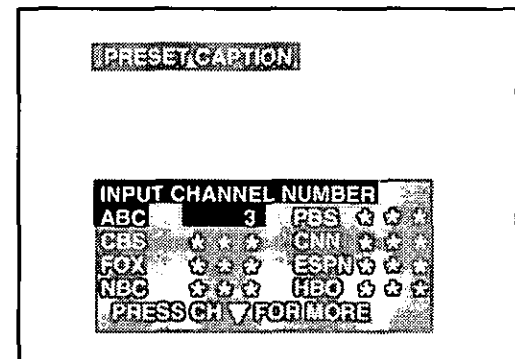 PRESET CAPTION
INPUT CHANNEL NUMBER
ABC 3 PBS ☆ ☆ ☆
CBS ☆ ☆ ☆ CNN ☆ ☆ ☆
FOX ☆ ☆ ☆ ESPN ☆ ☆ ☆
NBC ☆ ☆ ☆ HBO ☆ ☆ ☆
PRESS CH ▽ FOR MORE